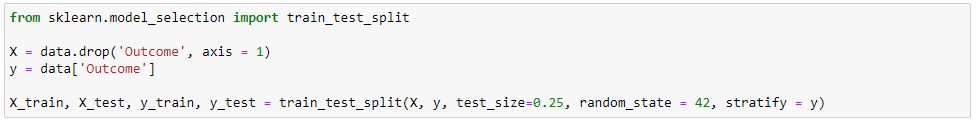 from sklearn.model_selection import train_test_split
X = data.drop('Outcome', axis = 1)
y = data['Outcome']
X_train, X_test, y_train, y_test = train_test_split(X, y, test_size=0.25, random_state = 42, stratify = y)